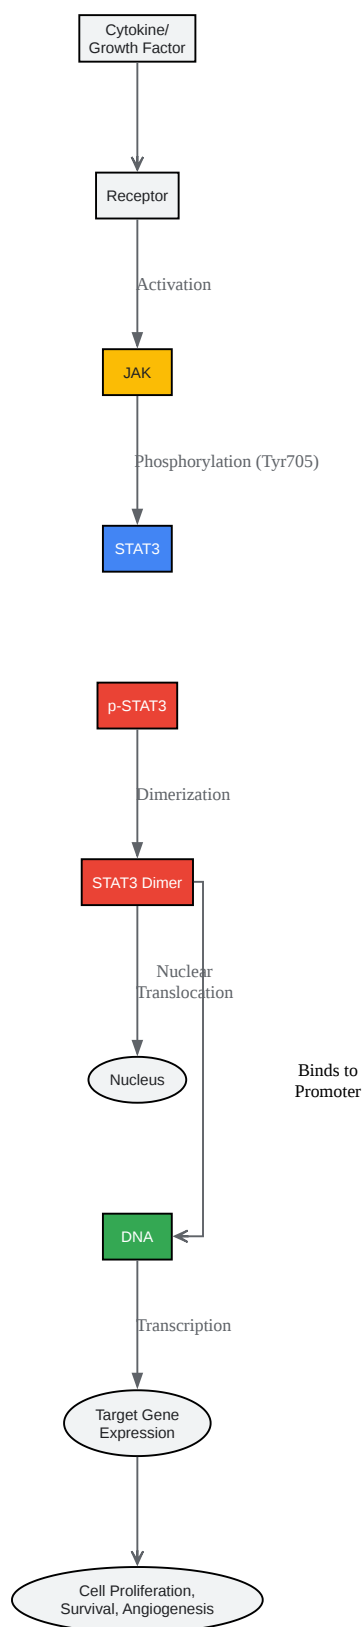 Cytokine/
Growth Factor
Receptor
Activation
JAK
Phosphorylation (Tyr705)
STAT3
p-STAT3
Dimerization
STAT3 Dimer
Nuclear
Translocation
Nucleus
Binds to
Promoter
DNA
Transcription
Target Gene
Expression
Cell Proliferation,
Survival, Angiogenesis